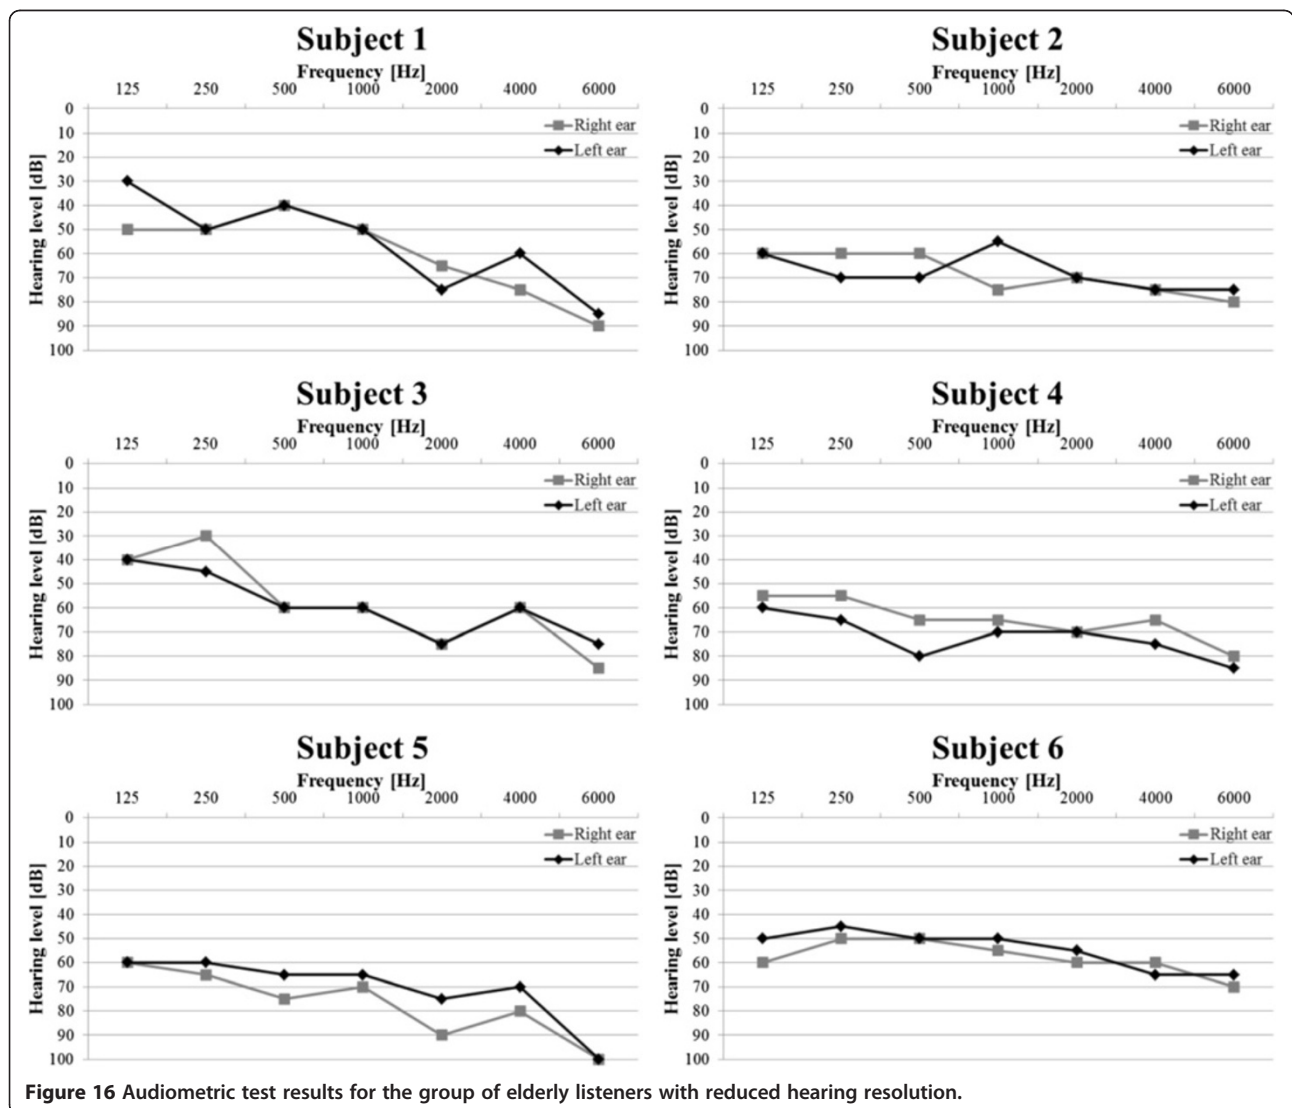 Subject 1
Frequency [Hz]
125 250 500 1000 2000 4000 6000
Hearing level [dB]
0
10
20
30
40
50
60
70
80
90
100
Right ear
Left ear
Subject 2
Frequency [Hz]
125 250 500 1000 2000 4000 6000
Hearing level [dB]
0
10
20
30
40
50
60
70
80
90
100
Right ear
Left ear
Subject 3
Frequency [Hz]
125 250 500 1000 2000 4000 6000
Hearing level [dB]
0
10
20
30
40
50
60
70
80
90
100
Right ear
Left ear
Subject 4
Frequency [Hz]
125 250 500 1000 2000 4000 6000
Hearing level [dB]
0
10
20
30
40
50
60
70
80
90
100
Right ear
Left ear
Subject 5
Frequency [Hz]
125 250 500 1000 2000 4000 6000
Hearing level [dB]
0
10
20
30
40
50
60
70
80
90
100
Right ear
Left ear
Subject 6
Frequency [Hz]
125 250 500 1000 2000 4000 6000
Hearing level [dB]
0
10
20
30
40
50
60
70
80
90
100
Right ear
Left ear
Figure 16 Audiometric test results for the group of elderly listeners with reduced hearing resolution.